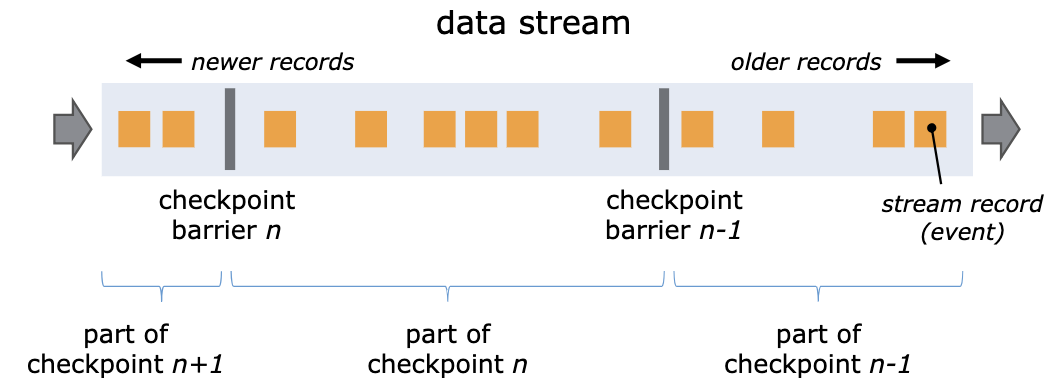 data stream
newer records
older records
checkpoint
barrier n
checkpoint
barrier n-1
stream record
(event)
part of
checkpoint n+1
part of
checkpoint n
part of
checkpoint n-1